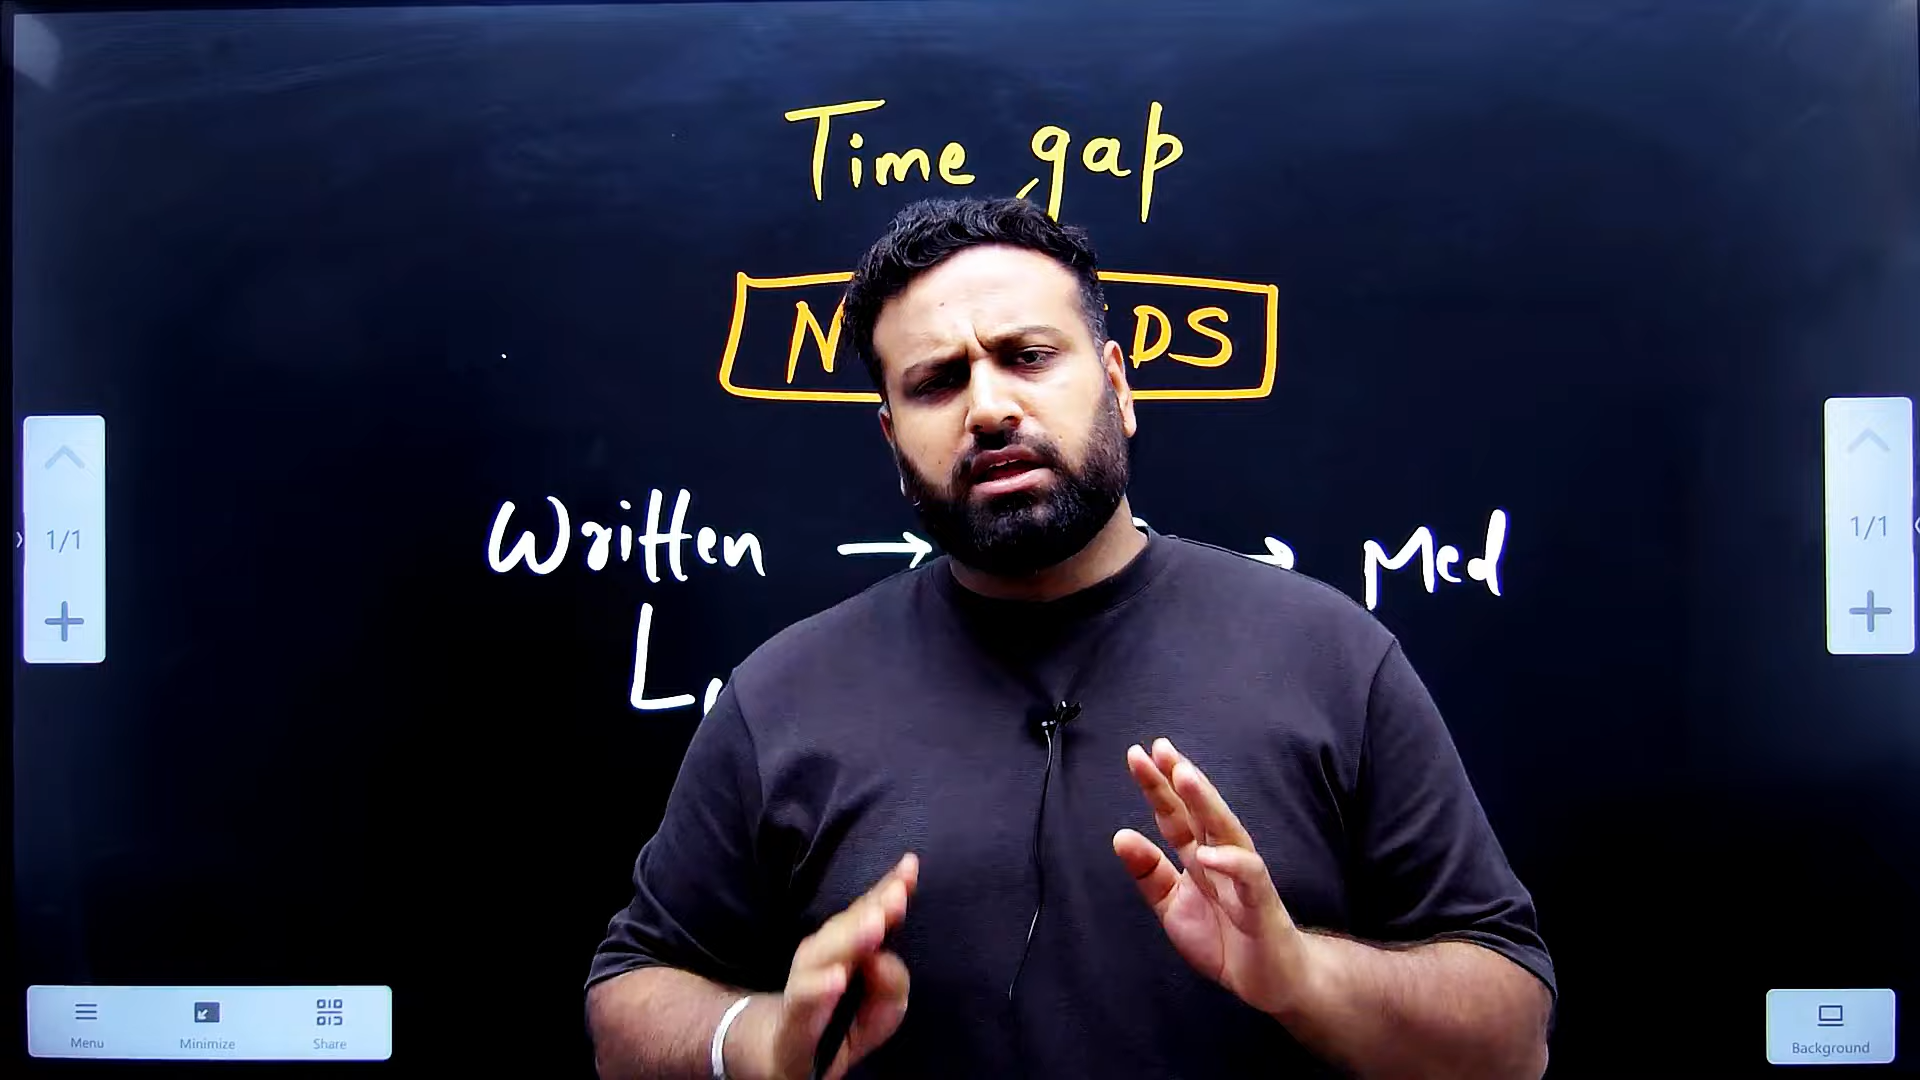 Time gap
DS
Written → → Med
1/1
1/1
Menu Minimize Share
Background